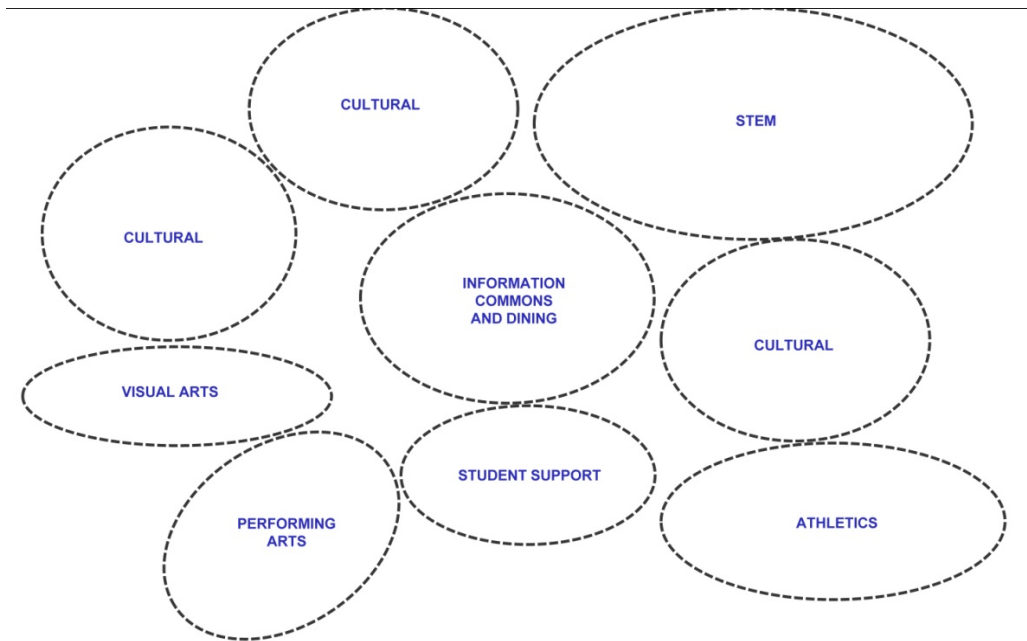 CULTURAL
STEM
CULTURAL
INFORMATION
COMMONS
AND DINING
CULTURAL
VISUAL ARTS
STUDENT SUPPORT
PERFORMING
ARTS
ATHLETICS